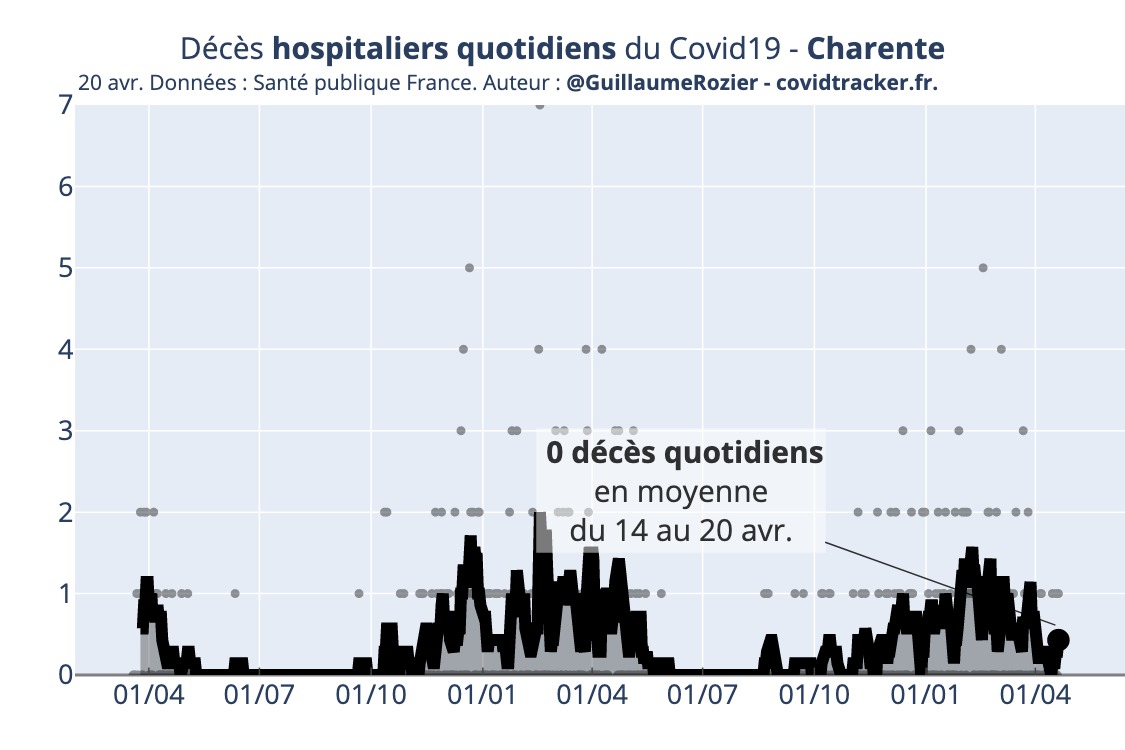 Décès hospitaliers quotidiens du Covid19 - Charente
20 avr. Données : Santé publique France. Auteur : @GuillaumeRozier - covidtracker.fr.
7
6
5
4
3
0 décès quotidiens
en moyenne
2
du 14 au 20 avr.
1
0
01/04 01/07 01/10 01/01 01/04 01/07 01/10 01/01 01/04